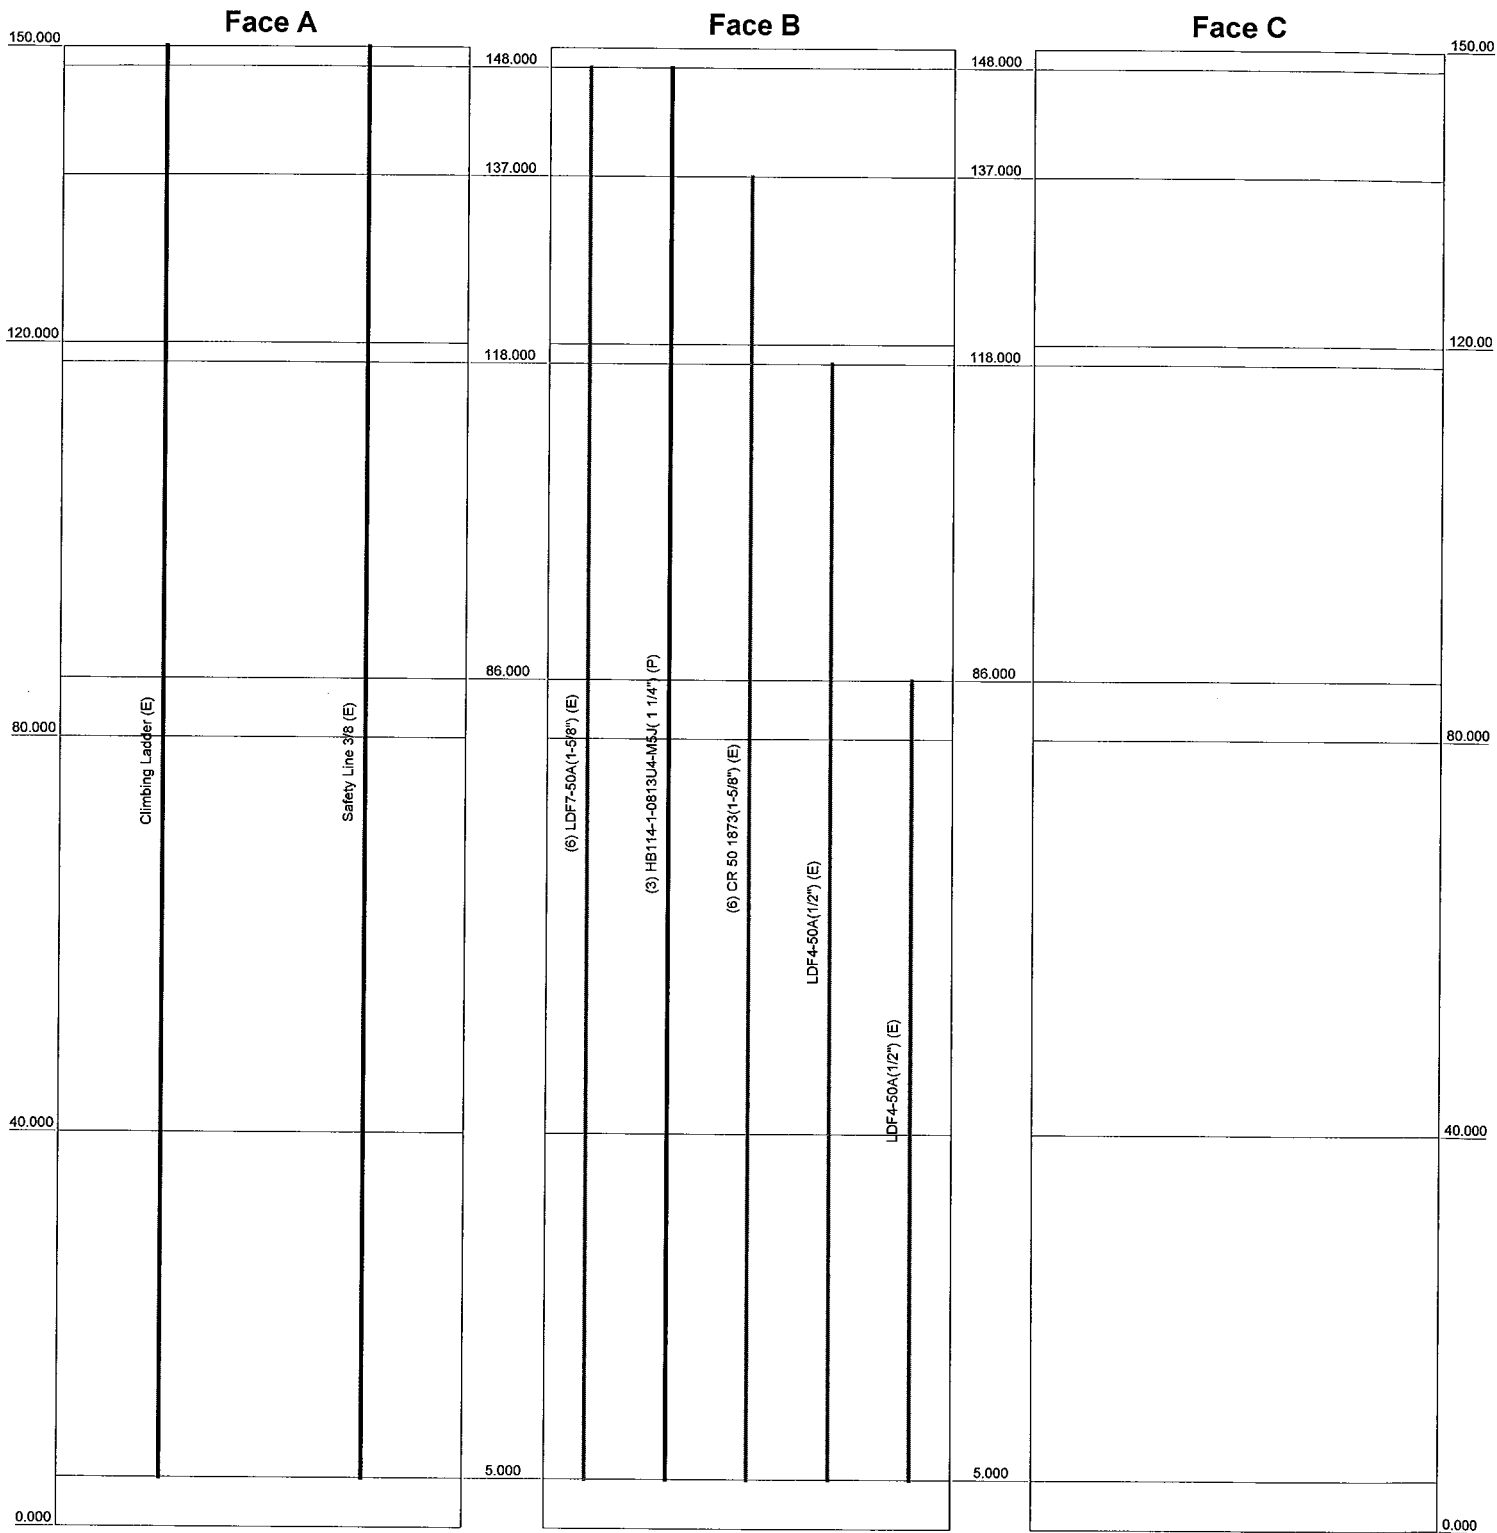 Face A
Face B
Face C
150.000
148.000
148.000
150.00
137.000
137.000
120.000
118.000
118.000
120.00
86.000
86.000
80.000
80.000
Climbing Ladder (E)
Safety Line 3/8 (E)
(6) LDF7-50A(1-5/8") (E)
(3) HB114-1-0813U4-M5J( 1 1/4") (P)
(6) CR 50 1873(1-5/8") (E)
LDF4-50A(1/2") (E)
LDF4-50A(1/2") (E)
40.000
40.000
5.000
5.000
0.000
0.000